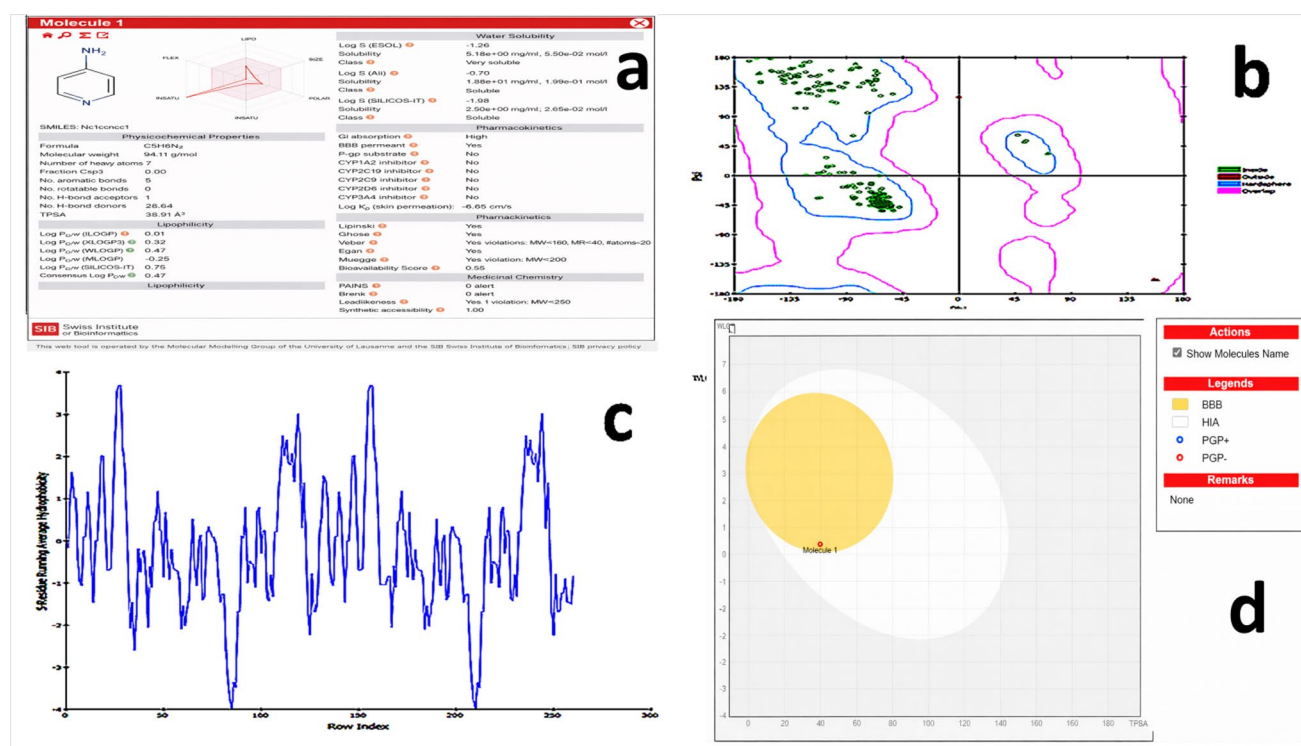 Molecule 1
NH2
N
SMILES: Nc1ccncc1
LIPO
SIZE
POLAR
INSATU
INSATU
FLEX
Physicochemical Properties
Formula C5H6N2
Molecular weight 94.11 g/mol
Number of heavy atoms 7
Fraction Csp3 0.00
No. aromatic bonds 5
No. rotatable bonds 0
No. H-bond acceptors 1
No. H-bond donors 28.64
TPSA 38.91 Å²
Lipophilicity
Log Po/w (ILOGP) 0.01
Log Po/w (XLOGP3) 0.32
Log Po/w (WLOGP) 0.47
Log Po/w (MLOGP) -0.25
Log Po/w (SILICOS-IT) 0.75
Consensus Log Po/w 0.47
Lipophilicity
Water Solubility
Log S (ESOL) -1.26
Solubility 5.18e+00 mg/ml, 5.50e-02 mol/l
Class Very soluble
Log S (Ali) -0.70
Solubility 1.88e+01 mg/ml, 1.99e-01 mol/l
Class Soluble
Log S (SILICOS-IT) -1.98
Solubility 2.50e+00 mg/ml; 2.65e-02 mol/l
Class Soluble
Pharmacokinetics
GI absorption High
BBB permeant Yes
P-gp substrate No
CYP1A2 inhibitor No
CYP2C19 inhibitor No
CYP2C9 inhibitor No
CYP2D6 inhibitor No
CYP3A4 inhibitor No
Log Kp (skin permeation): -6.65 cm/s
Pharmackinetics
Lipinski Yes
Ghose Yes
Veber Yes violations: MW<160, MR<40, #atoms<20
Egan Yes
Muegge Yes violation: MW<200
Bioavailability Score 0.55
Medicinal Chemistry
PAINS 0 alert
Brenk 0 alert
Leadlikeness Yes 1 violation: MW<250
Synthetic accessibility 1.00
SIB Swiss Institute
or Bioinformatics
This web tool is operated by the Molecular Modelling Group of the University of Lausanne and the SIB Swiss Institute of Bioinformatics; SIB privacy policy
a
b
180
135
90
45
0
-45
-90
-135
-180
Psi
-180 -135 -90 -45 0 45 90 135 180
Inside
Outside
Hardsphere
Overlap
c
4
3
2
1
0
-1
-2
-3
-4
5-Residue Running Average Hydrophobicity
0 50 100 150 200 250 300
Row Index
d
7
6
5
4
3
2
1
0
-1
-2
-2
-3
-4
0 20 40 60 80 100 120 140 160 180 TPSA
Molecule 1
Actions
Show Molecules Name
Legends
BBB
HIA
PGP+
PGP-
Remarks
None